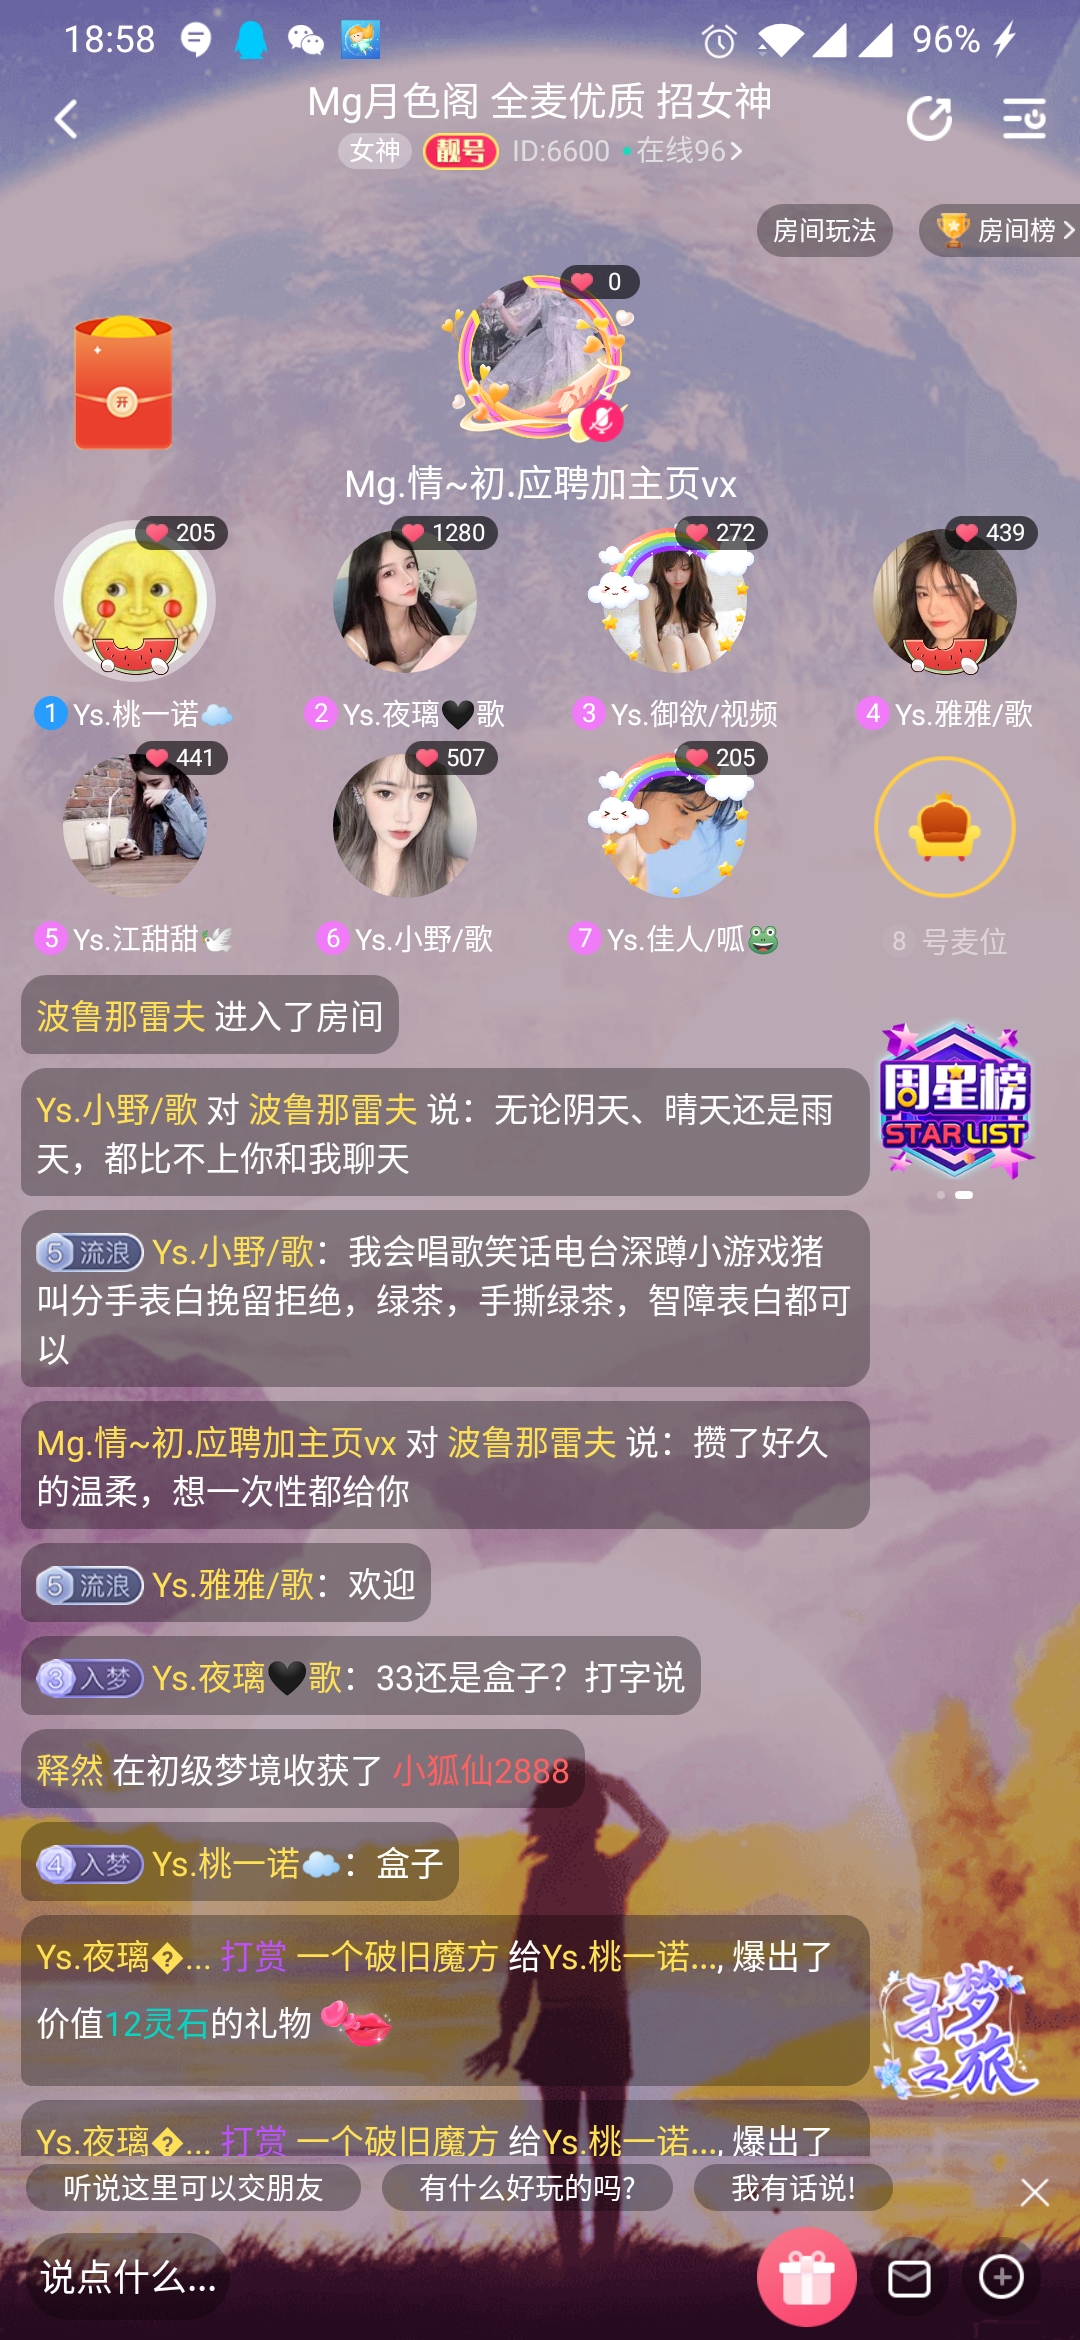 18:58
96%
Mg月色阁 全麦优质 招女神
女神 靓号 ID:6600 •在线96
房间玩法
房间榜
0
开
Mg.情~初.应聘加主页vx
205
1280
272
439
1 Ys.桃一诺☁️
2 Ys.夜璃🖤歌
3 Ys.御欲/视频
4 Ys.雅雅/歌
441
507
205
5 Ys.江甜甜🕊️
6 Ys.小野/歌
7 Ys.佳人/呱🐸
8 号麦位
波鲁那雷夫 进入了房间
周星榜
STAR LIST
Ys.小野/歌 对 波鲁那雷夫 说：无论阴天、晴天还是雨
天，都比不上你和我聊天
5 流浪 Ys.小野/歌：我会唱歌笑话电台深蹲小游戏猪
叫分手表白挽留拒绝，绿茶，手撕绿茶，智障表白都可
以
Mg.情~初.应聘加主页vx 对 波鲁那雷夫 说：攒了好久
的温柔，想一次性都给你
5 流浪 Ys.雅雅/歌：欢迎
3 入梦 Ys.夜璃🖤歌：33还是盒子？打字说
释然 在初级梦境收获了 小狐仙2888
4 入梦 Ys.桃一诺☁️：盒子
Ys.夜璃�... 打赏 一个破旧魔方 给Ys.桃一诺..., 爆出了
价值12灵石的礼物
寻梦之旅
Ys.夜璃�... 打赏 一个破旧魔方 给Ys.桃一诺..., 爆出了
听说这里可以交朋友
有什么好玩的吗？
我有话说！
说点什么...